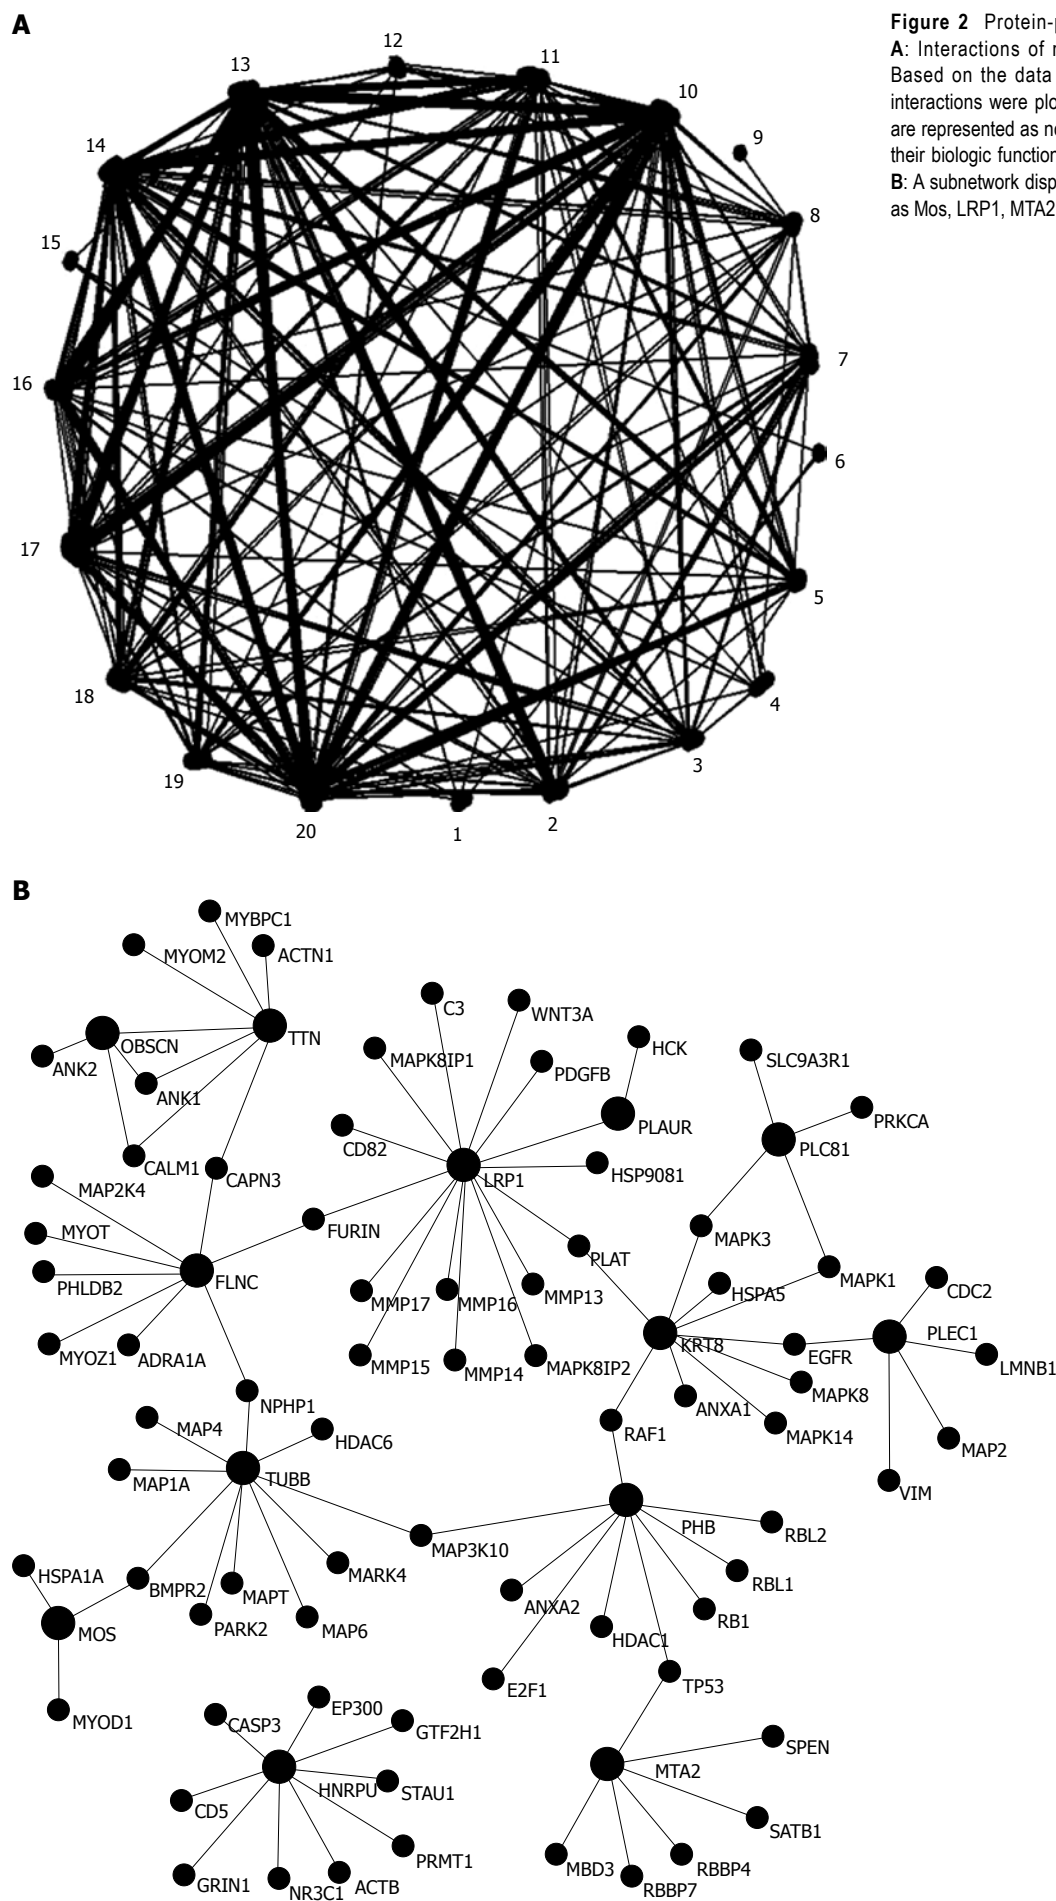 A
Figure 2 Protein-p
A: Interactions of
Based on the data
interactions were plo
are represented as no
their biologic function
B: A subnetwork disp
as Mos, LRP1, MTA2
12
13
11
10
14
9
8
15
7
16
6
17
5
18
4
3
19
2
20
1
B
MYBPC1
MYOM2
ACTN1
C3
WNT3A
OBSCN
TTN
HCK
MAPK8IP1
SLC9A3R1
ANK2
PDGFB
ANK1
PLAUR
PRKCA
CD82
PLC81
CALM1
CAPN3
LRP1
HSP9081
MAP2K4
MYOT
FURIN
MAPK3
PLAT
PHLDB2
FLNC
MAPK1
HSPA5
CDC2
MMP17
MMP16
MMP13
PLEC1
KRT8
EGFR
MYOZ1
ADRA1A
MMP15
MMP14
MAPK8IP2
LMNB1
MAPK8
NPHP1
ANXA1
MAP4
HDAC6
RAF1
MAPK14
MAP2
MAP1A
TUBB
VIM
PHB
RBL2
MAP3K10
HSPA1A
MARK4
RBL1
BMPR2
MAPT
ANXA2
RB1
MOS
PARK2
MAP6
HDAC1
E2F1
TP53
MYOD1
CASP3
EP300
GTF2H1
SPEN
HNRPU
STAU1
MTA2
CD5
SATB1
PRMT1
MBD3
RBBP4
GRIN1
NR3C1
ACTB
RBBP7